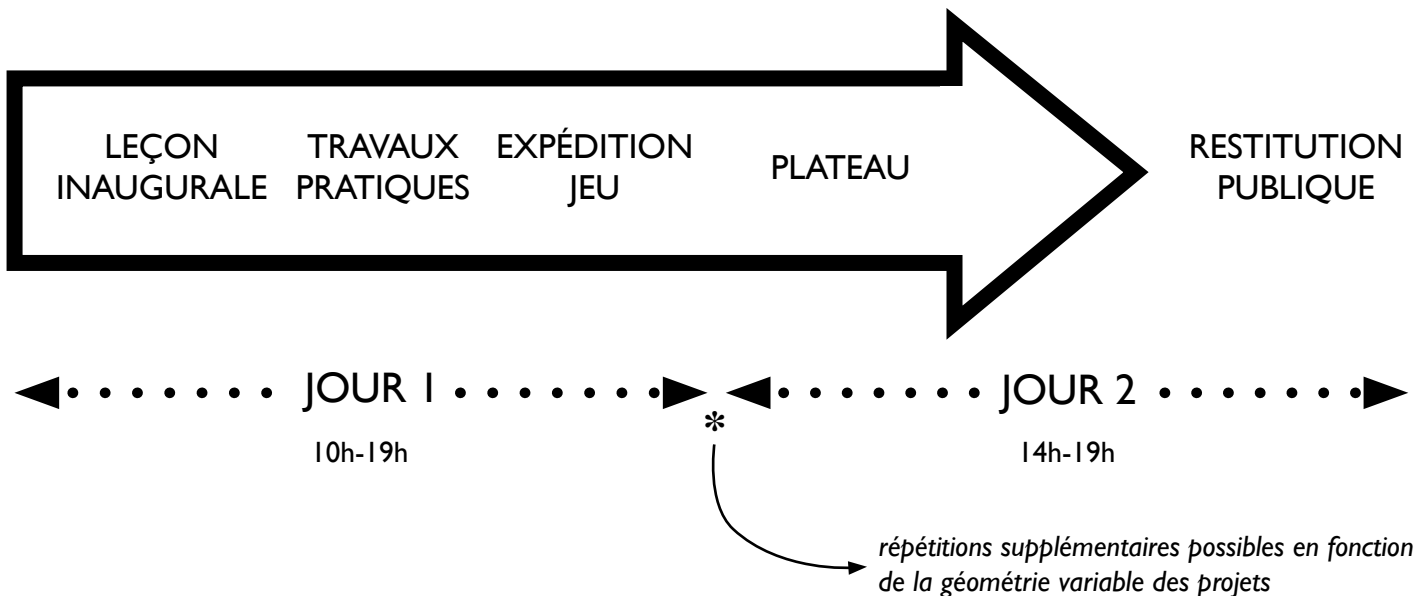 LEÇON
INAUGURALE
TRAVAUX
PRATIQUES
EXPÉDITION
JEU
PLATEAU
RESTITUTION
PUBLIQUE
JOUR 1
10h-19h
*
JOUR 2
14h-19h
répétitions supplémentaires possibles en fonction
de la géométrie variable des projets